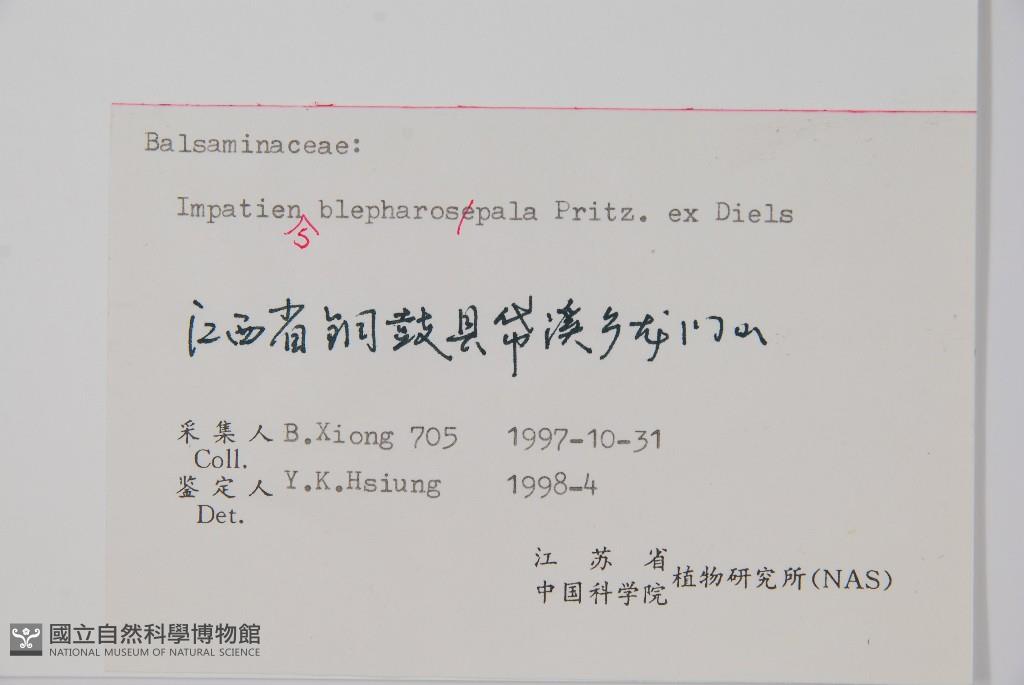 Balsaminaceae:
Impatien blepharosepala Pritz. ex Diels
s
江西省铜鼓县帒溪乡龙门山
采集人 B.Xiong 705 1997-10-31
Coll.
鉴定人 Y.K.Hsiung 1998-4
Det.
江苏省
中国科学院 植物研究所(NAS)
國立自然科學博物館
NATIONAL MUSEUM OF NATURAL SCIENCE